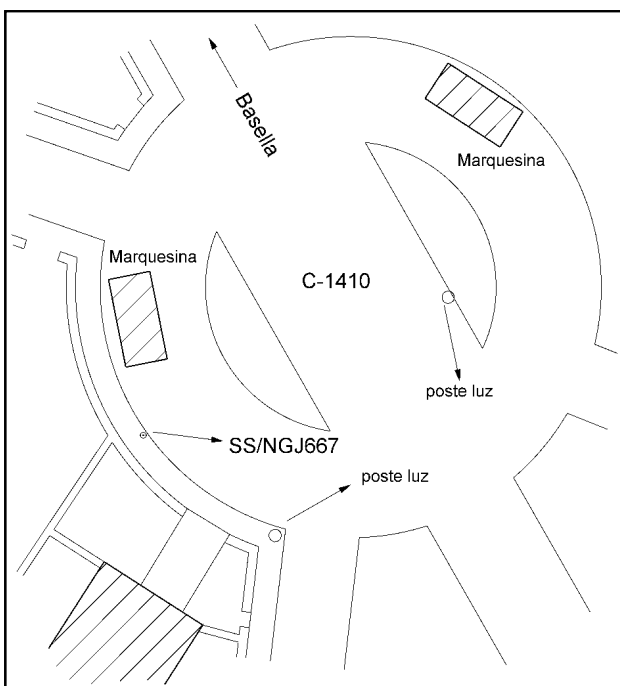 Basella
Marquesina
Marquesina
C-1410
poste luz
SS/NGJ667
poste luz